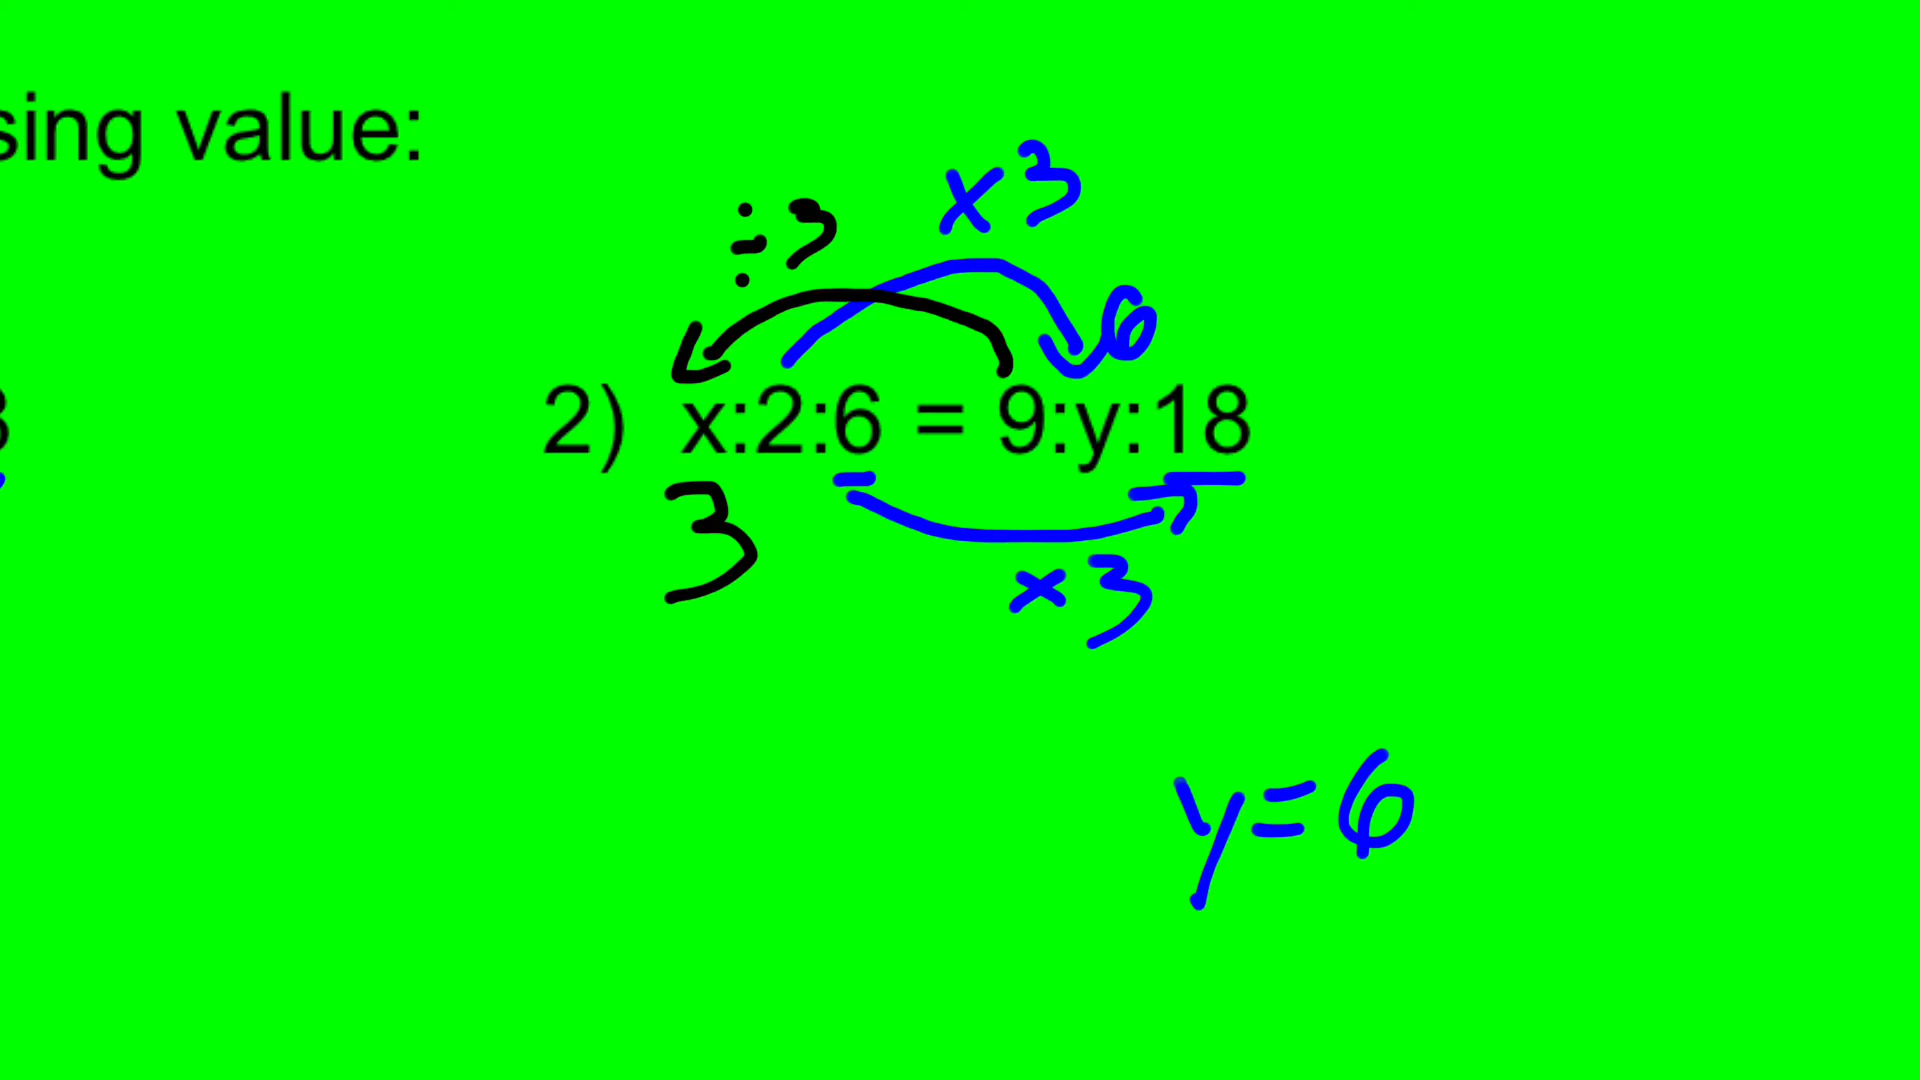 sing value:
x3
÷3
6
2) x:2:6 = 9:y:18
3
x3
y=6